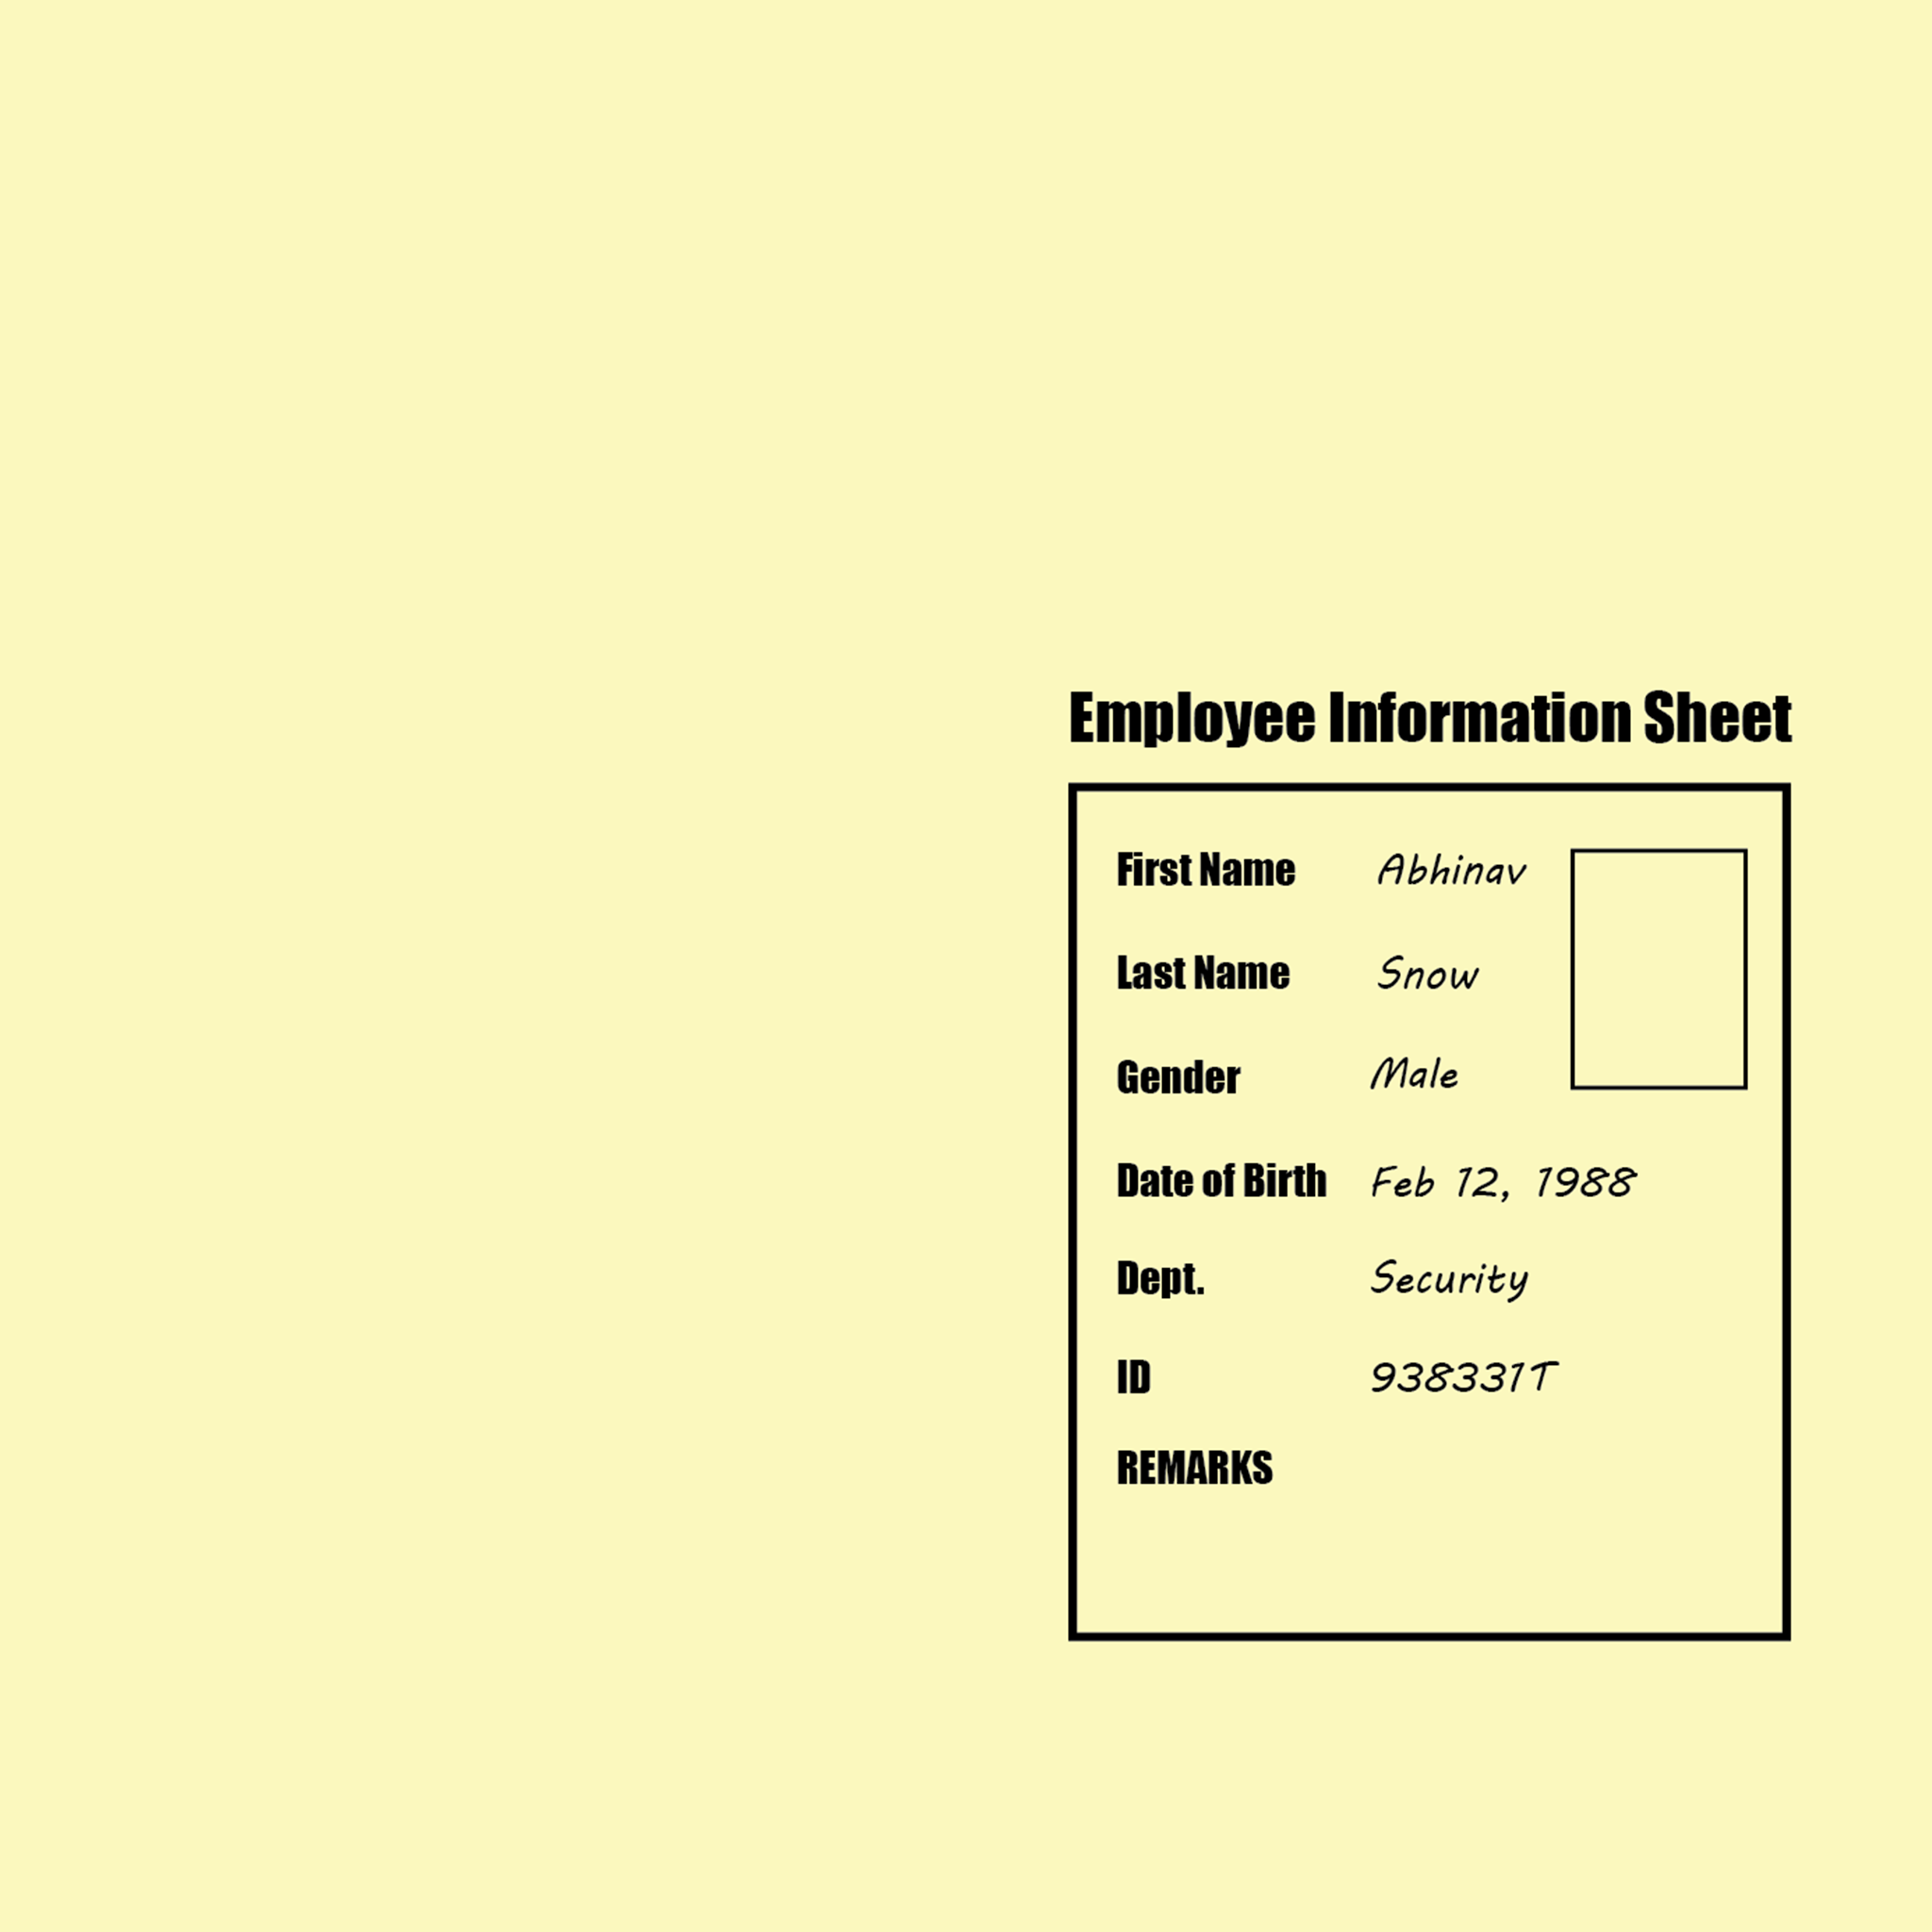 Employee Information Sheet
First Name Abhinav
Last Name Snow
Gender Male
Date of Birth Feb 12, 1988
Dept. Security
ID 938331T
REMARKS